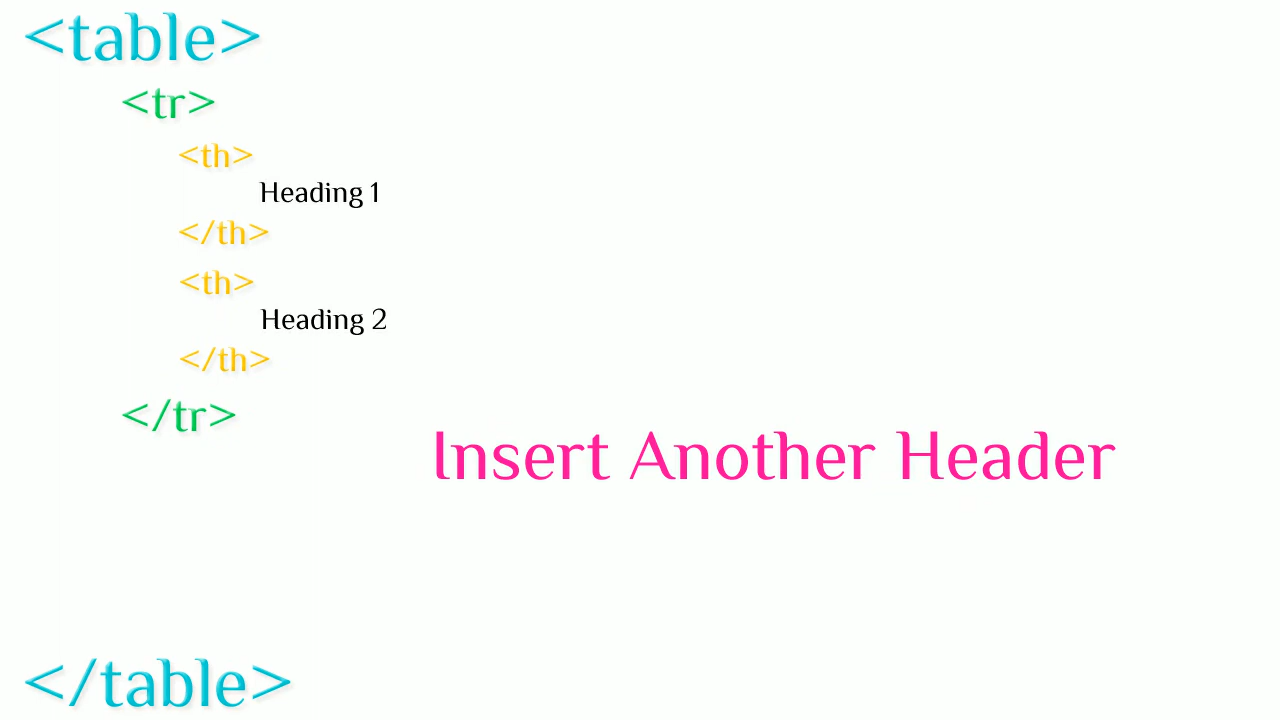 <table>
<tr>
<th>
Heading 1
</th>
<th>
Heading 2
</th>
</tr>
Insert Another Header
</table>